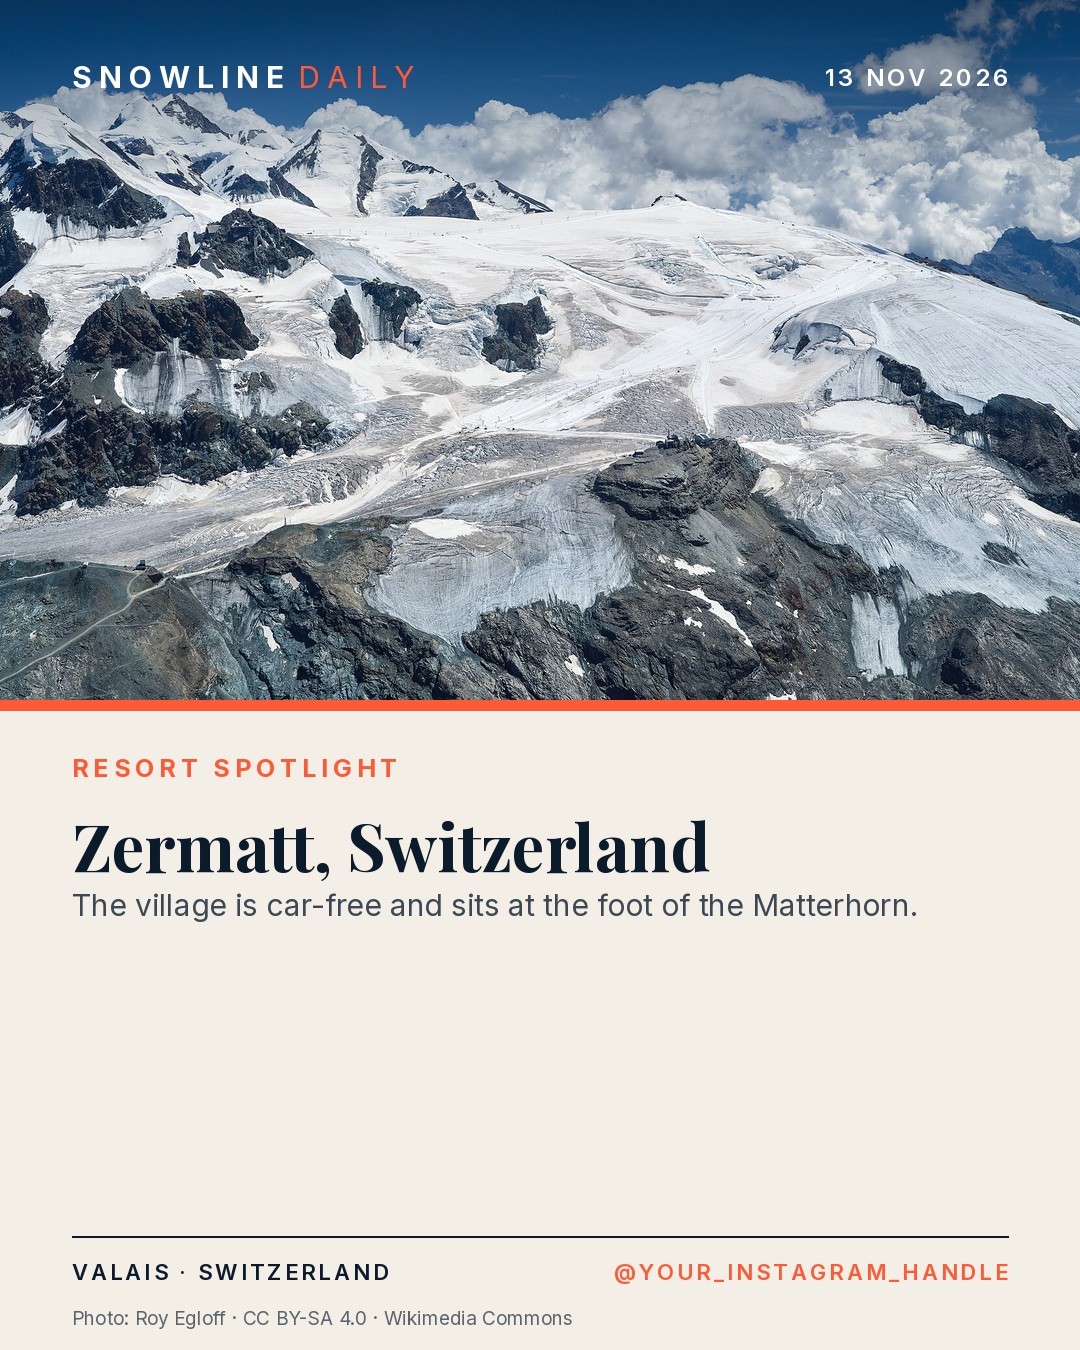 SNOWLINE DAILY
13 NOV 2026
RESORT SPOTLIGHT
Zermatt, Switzerland
The village is car-free and sits at the foot of the Matterhorn.
VALAIS · SWITZERLAND
@YOUR_INSTAGRAM_HANDLE
Photo: Roy Egloff · CC BY-SA 4.0 · Wikimedia Commons